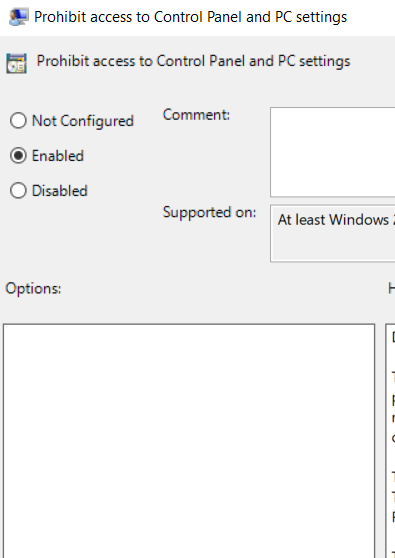 Prohibit access to Control Panel and PC settings
Prohibit access to Control Panel and PC settings
Not Configured
Comment:
Enabled
Disabled
Supported on:
At least Windows
Options: